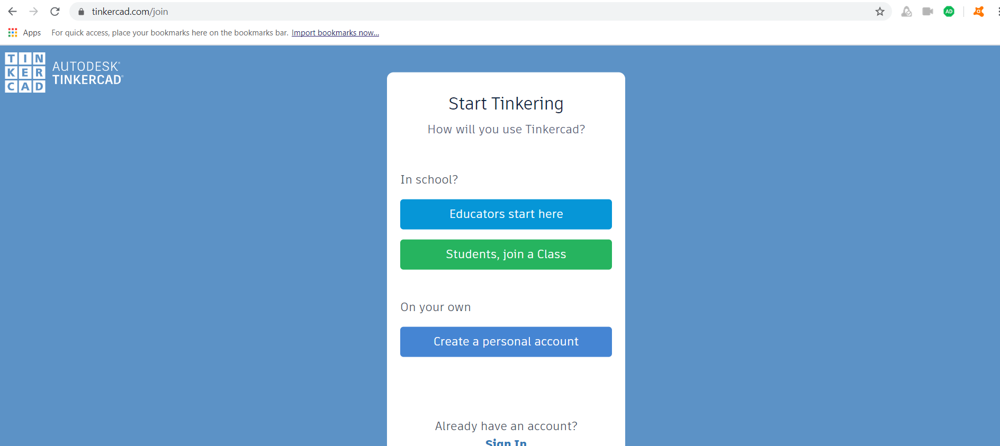 tinkercad.com/join
AD
a
Apps
For quick access, place your bookmarks here on the bookmarks bar. Import bookmarks now...
TIN
KER
CAD
AUTODESK®
TINKERCAD®
Start Tinkering
How will you use Tinkercad?
In school?
Educators start here
Students, join a Class
On your own
Create a personal account
Already have an account?
Sign In